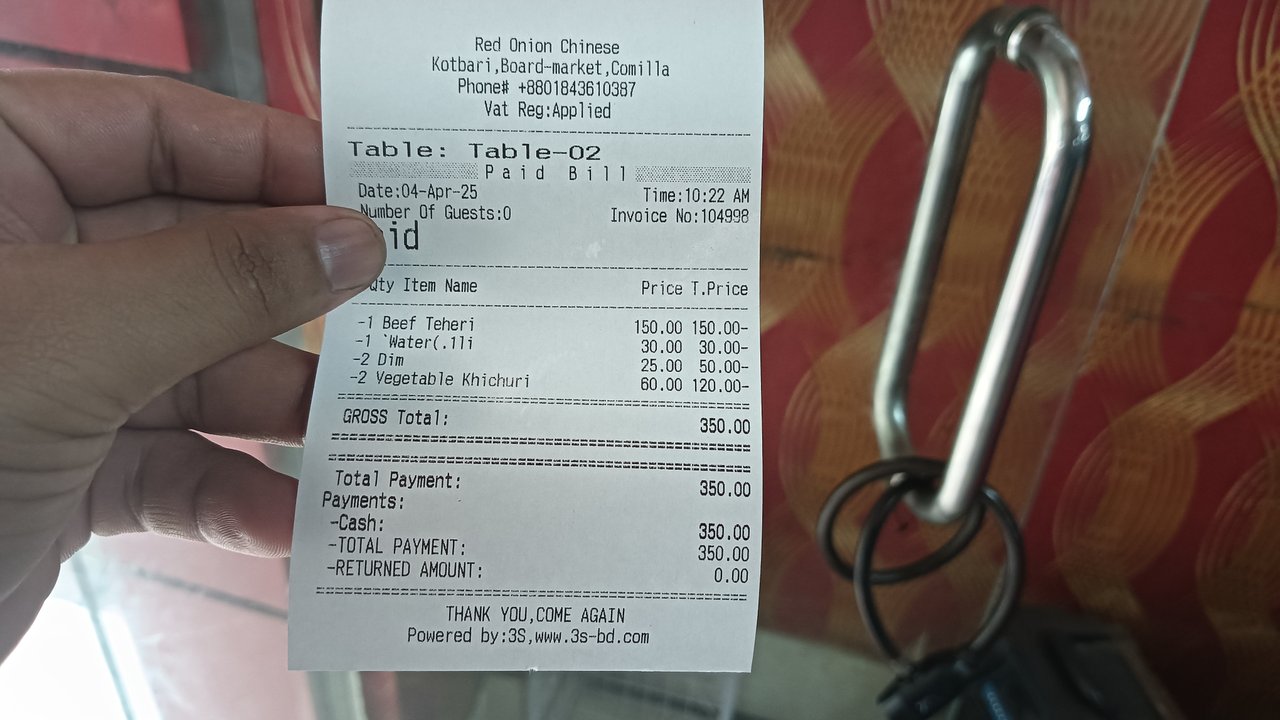 Red Onion Chinese
Kotbari,Board-market,Comilla
Phone# +8801843610387
Vat Reg:Applied
Table: Table-02
Paid Bill
Date:04-Apr-25 Time:10:22 AM
Number Of Guests:0 Invoice No:104998
Qty Item Name Price T.Price
-1 Beef Teheri 150.00 150.00-
-1 `Water(.1li 30.00 30.00-
-2 Dim 25.00 50.00-
-2 Vegetable Khichuri 60.00 120.00-
GROSS Total: 350.00
Total Payment: 350.00
Payments:
-Cash: 350.00
-TOTAL PAYMENT: 350.00
-RETURNED AMOUNT: 0.00
THANK YOU,COME AGAIN
Powered by:3S,www.3s-bd.com